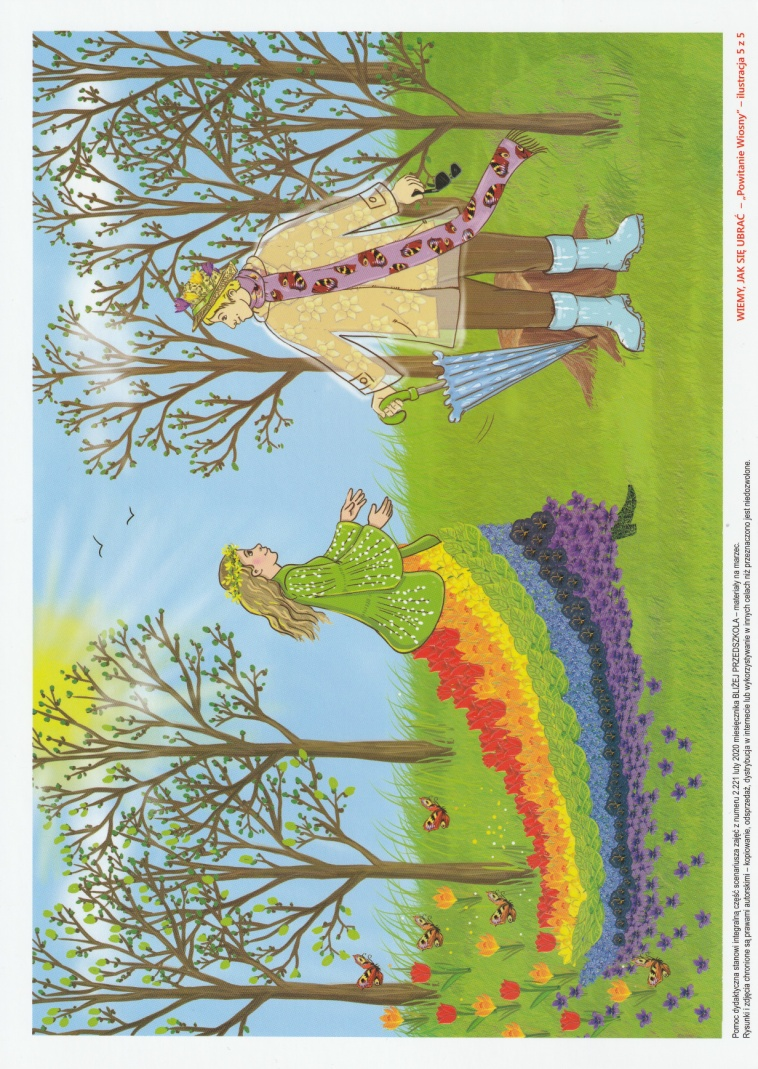 WIEMY, JAK SIĘ UBRAĆ – „Powitanie Wiosny” – ilustracja 5 z 5
Pomoc dydaktyczna stanowi integralną część scenariusza zajęć z numeru 2.221 luty 2020 miesięcznika BLIŻEJ PRZEDSZKOLA – materiały na marzec.
Rysunki i zdjęcia chronione są prawami autorskimi – kopiowanie, odsprzedaż, dystrybucja w internecie lub wykorzystywanie w innych celach niż przeznaczono jest niedozwolone.